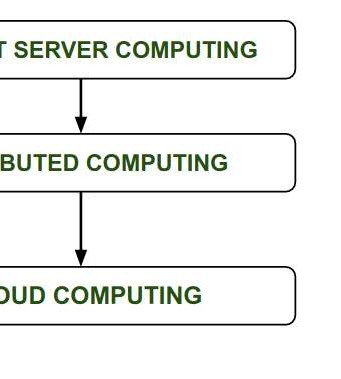 T SERVER COMPUTING
BUTED COMPUTING
OUD COMPUTING